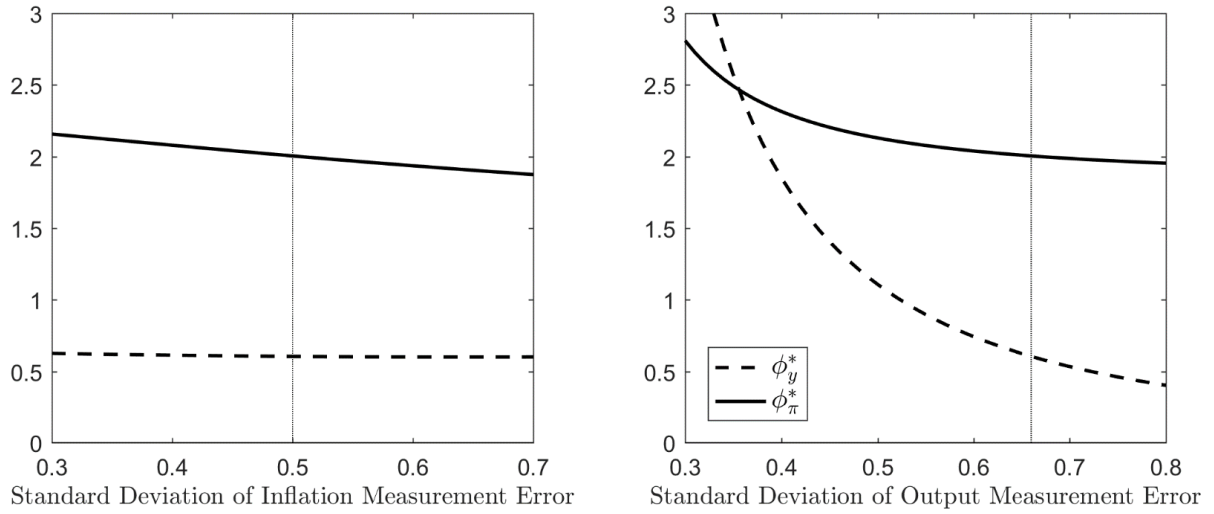 3
2.5
2
1.5
1
0.5
0
0.3 0.4 0.5 0.6 0.7
Standard Deviation of Inflation Measurement Error
3
2.5
2
1.5
1
0.5
0
ϕ*y
ϕ*π
0.3 0.4 0.5 0.6 0.7 0.8
Standard Deviation of Output Measurement Error